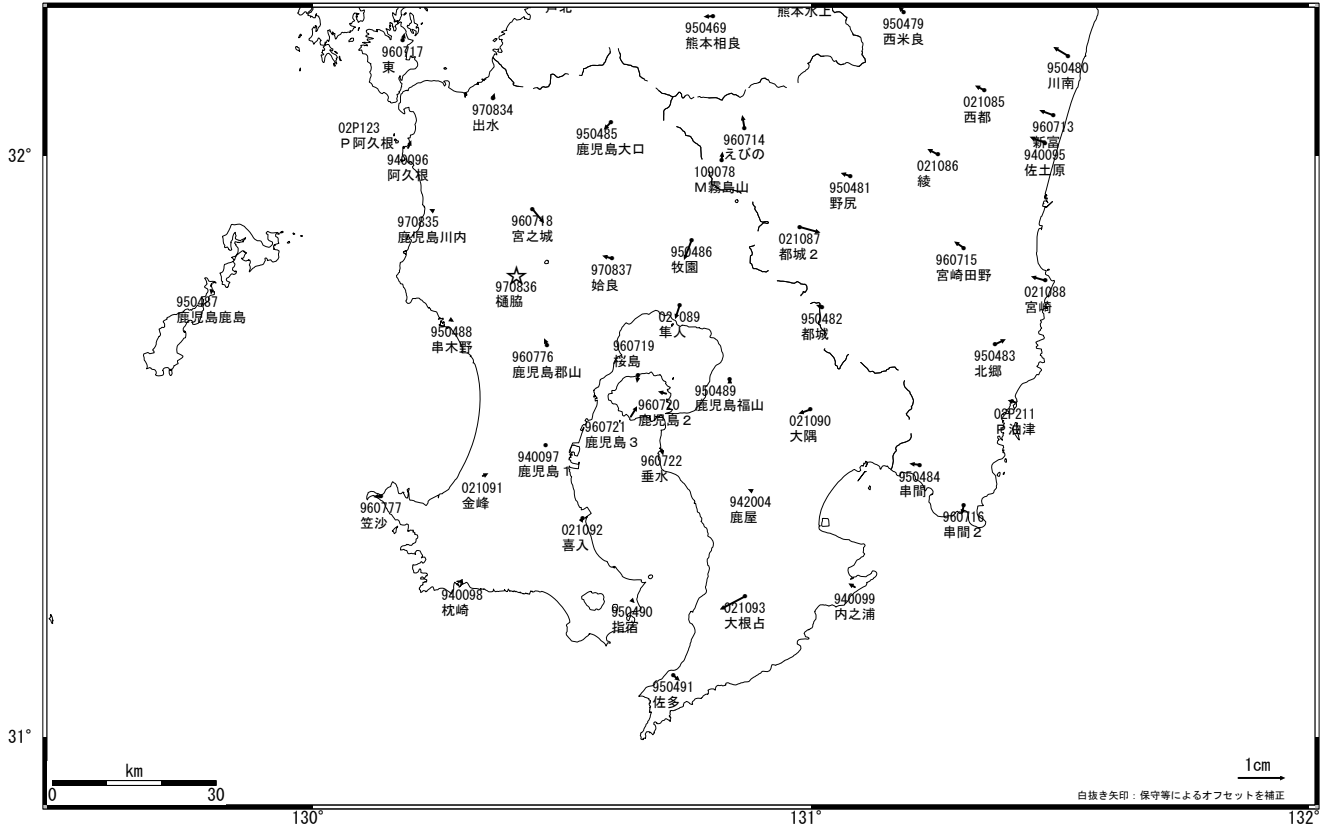 芦北
熊本水上
950469
熊本相良
950479
西米良
960717
東
950480
川南
970834
出水
021085
西都
02P123
P阿久根
950485
鹿児島大口
960714
えびの
960713
新富
32°
940096
阿久根
109078
M霧島山
021086
綾
940095
佐土原
950481
野尻
970835
鹿児島川内
960718
宮之城
021087
都城2
950486
牧園
960715
宮崎田野
970837
姶良
970836
樋脇
021088
宮崎
950487
鹿児島鹿島
021089
隼人
950482
都城
950488
串木野
960776
鹿児島郡山
960719
桜島
950483
北郷
950489
鹿児島福山
960720
鹿児島2
021090
大隅
02P211
P油津
960721
鹿児島3
940097
鹿児島1
960722
垂水
950484
串間
021091
金峰
942004
鹿屋
960777
笠沙
960716
串間2
021092
喜入
940098
枕崎
950490
指宿
021093
大根占
940099
内之浦
950491
佐多
31°
km
0 30
1cm
白抜き矢印：保守等によるオフセットを補正
130° 131° 132°